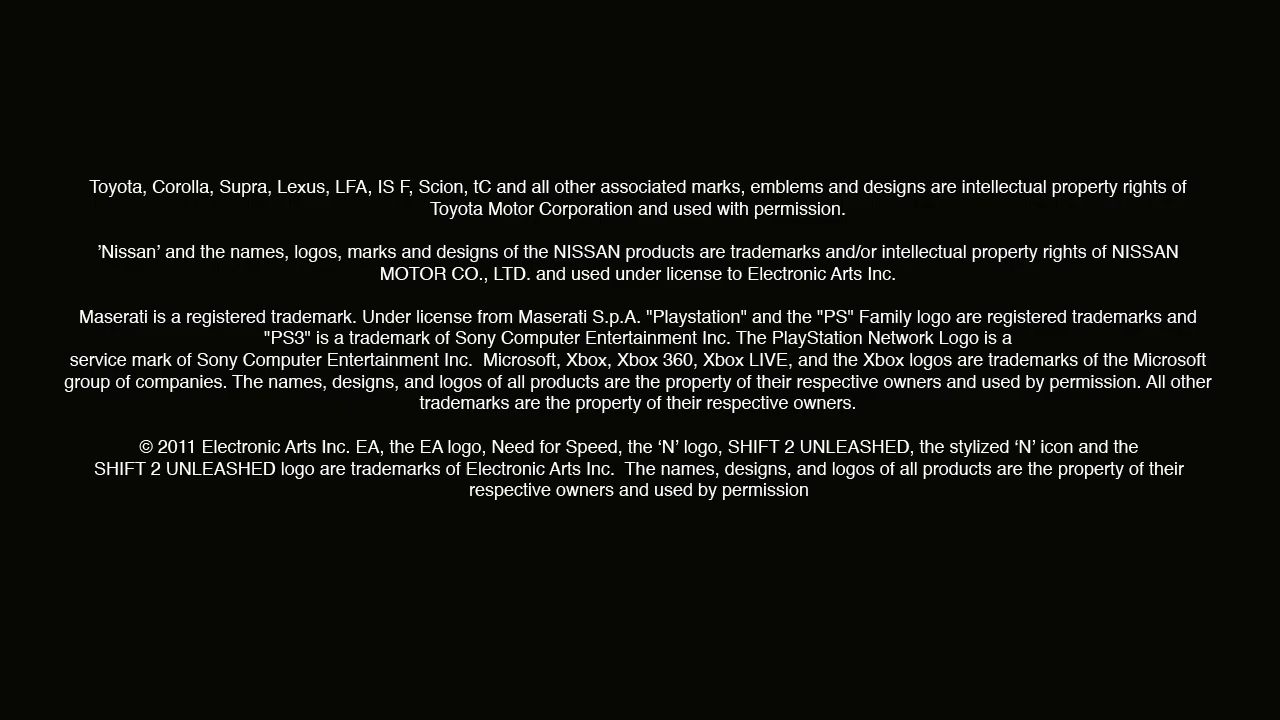 Toyota, Corolla, Supra, Lexus, LFA, IS F, Scion, tC and all other associated marks, emblems and designs are intellectual property rights of
Toyota Motor Corporation and used with permission.
’Nissan’ and the names, logos, marks and designs of the NISSAN products are trademarks and/or intellectual property rights of NISSAN
MOTOR CO., LTD. and used under license to Electronic Arts Inc.
Maserati is a registered trademark. Under license from Maserati S.p.A. "Playstation" and the "PS" Family logo are registered trademarks and
"PS3" is a trademark of Sony Computer Entertainment Inc. The PlayStation Network Logo is a
service mark of Sony Computer Entertainment Inc.  Microsoft, Xbox, Xbox 360, Xbox LIVE, and the Xbox logos are trademarks of the Microsoft
group of companies. The names, designs, and logos of all products are the property of their respective owners and used by permission. All other
trademarks are the property of their respective owners.
© 2011 Electronic Arts Inc. EA, the EA logo, Need for Speed, the ‘N’ logo, SHIFT 2 UNLEASHED, the stylized ‘N’ icon and the
SHIFT 2 UNLEASHED logo are trademarks of Electronic Arts Inc.  The names, designs, and logos of all products are the property of their
respective owners and used by permission